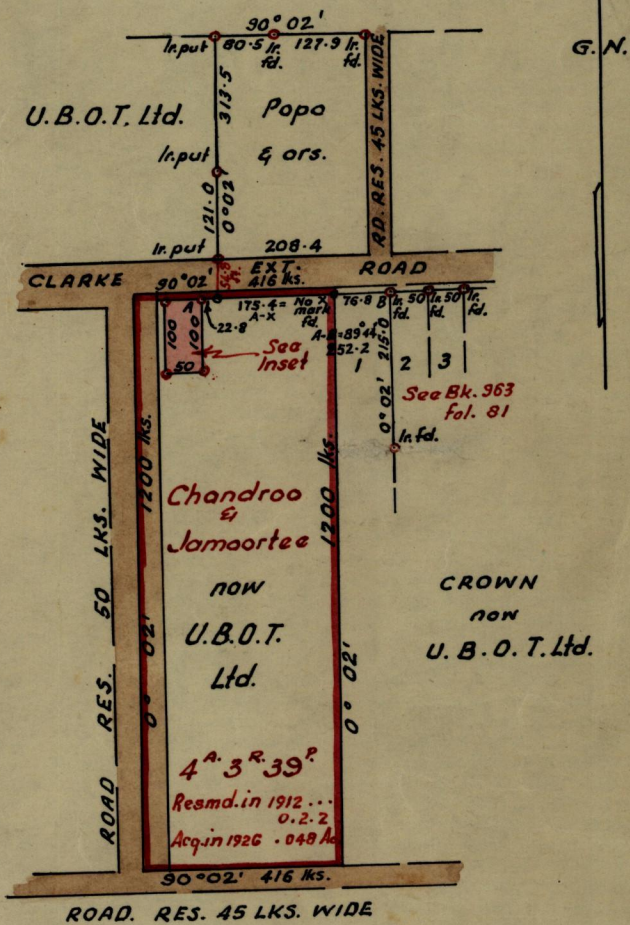 90° 02'
Ir. put 80.5 Ir. fd. 127.9 Ir. fd.
G. N.
U.B.O.T. Ltd.
313.5
Popo
& ors.
RD. RES. 45 LKS. WIDE
Ir. put
121.0
0° 02'
Ir. put
208.4
CLARKE EXT. ROAD
90° 02' 416 lks.
A 175.4 = A-X
No mark fd.
X 76.8 B Ir. fd. 50 Ir. fd. 50 Ir. fd.
22.8
A-B = 89° 44'
252.2
100 100
50
See Inset
1 2 3
0° 02' 215.0
See Bk. 963
fol. 81
Ir. fd.
1200 lks.
1200 lks.
0° 02'
0° 02'
ROAD RES. 50 LKS. WIDE
Chandroo
&
Jamoortee
now
U.B.O.T.
Ltd.
CROWN
now
U.B.O.T. Ltd.
4 A. 3 R. 39 P.
Resmd. in 1912 ...
0.2.2
Acq. in 1926 .048 Ac
90° 02' 416 lks.
ROAD. RES. 45 LKS. WIDE